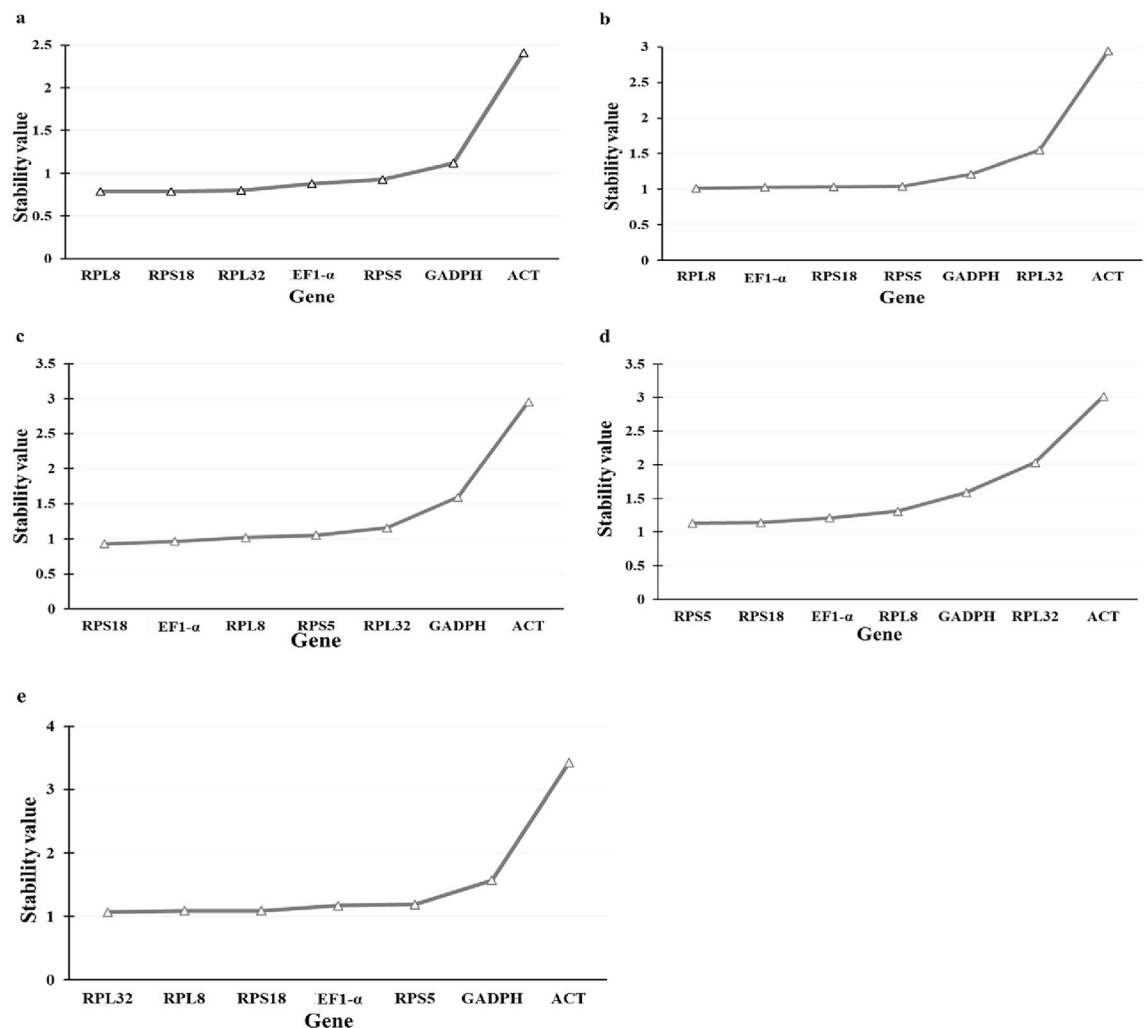 a
2.5
2
1.5
1
0.5
0
Stability value
RPL8 RPS18 RPL32 EF1-α RPS5 GADPH ACT
Gene
b
3
2.5
2
1.5
1
0.5
0
Stability value
RPL8 EF1-α RPS18 RPS5 GADPH RPL32 ACT
Gene
c
3.5
3
2.5
2
1.5
1
0.5
0
Stability value
RPS18 EF1-α RPL8 RPS5 RPL32 GADPH ACT
Gene
d
3.5
3
2.5
2
1.5
1
0.5
0
Stability value
RPS5 RPS18 EF1-α RPL8 GADPH RPL32 ACT
Gene
e
4
3
2
1
0
Stability value
RPL32 RPL8 RPS18 EF1-α RPS5 GADPH ACT
Gene